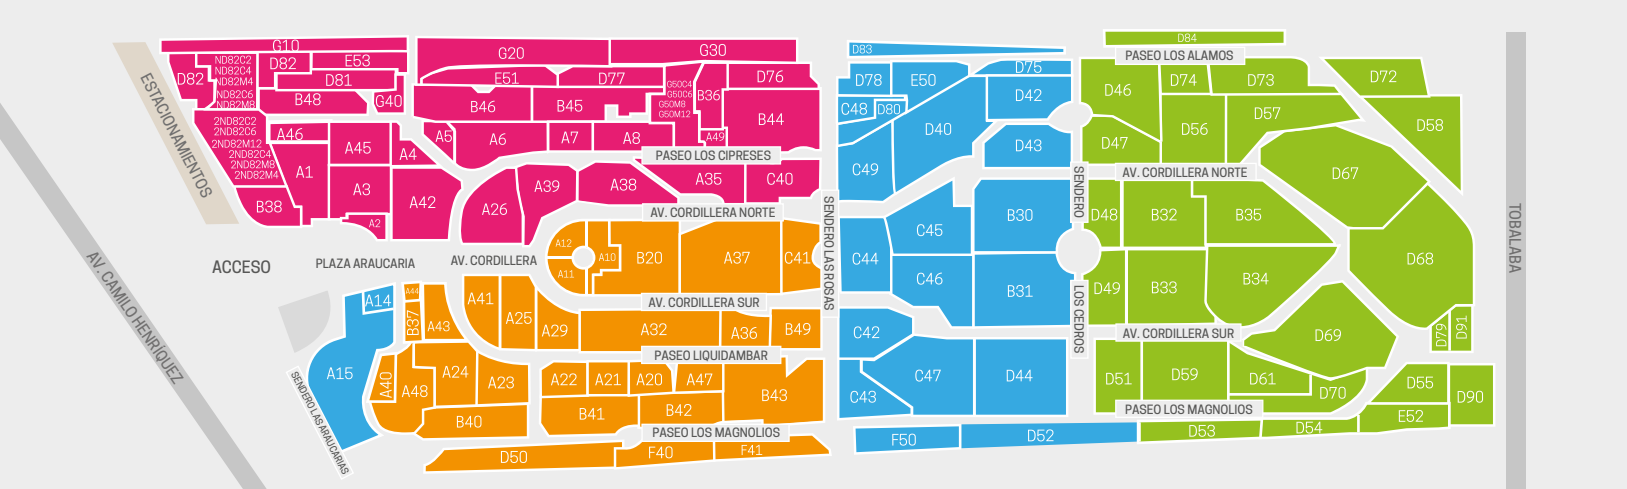 G10
G20
G30
D83
D84
PASEO LOS ALAMOS
ND82C2
ND82C4
ND82M4
ND82C6
ND82M8
D82
D82
E53
D81
B48
G40
E51
D77
G50C4
G50C6
G50M8
G50M12
B36
D76
B46
B45
B44
A49
D78
E50
D75
C48
D80
D42
D40
D43
C49
D46
D74
D73
D72
D57
D56
D58
D47
ESTACIONAMIENTOS
2ND82C2
2ND82C6
2ND82M12
2ND82C4
2ND82M8
2ND82M4
A46
A45
A4
A5
A6
A7
A8
PASEO LOS CIPRESES
A1
A3
A42
A2
B38
A26
A39
A38
A35
C40
AV. CORDILLERA NORTE
AV. CORDILLERA NORTE
SENDERO
LOS CEDROS
SENDERO LAS ROSAS
D67
D48
B32
B35
B30
C45
C44
C46
B31
D49
B33
B34
D68
TOBALABA
ACCESO
PLAZA ARAUCARIA
AV. CORDILLERA
A12
A11
A10
B20
A37
C41
AV. CORDILLERA SUR
AV. CORDILLERA SUR
AV. CAMILO HENRÍQUEZ
A14
A44
B37
A43
A41
A25
A29
A32
A36
B49
C42
D69
D79
D91
PASEO LIQUIDAMBAR
A15
SENDERO LAS ARAUCARIAS
A40
A48
A24
A23
A22
A21
A20
A47
B43
C43
C47
D44
D51
D59
D61
D70
D55
D90
E52
B40
B41
B42
PASEO LOS MAGNOLIOS
PASEO LOS MAGNOLIOS
D50
F40
F41
F50
D52
D53
D54